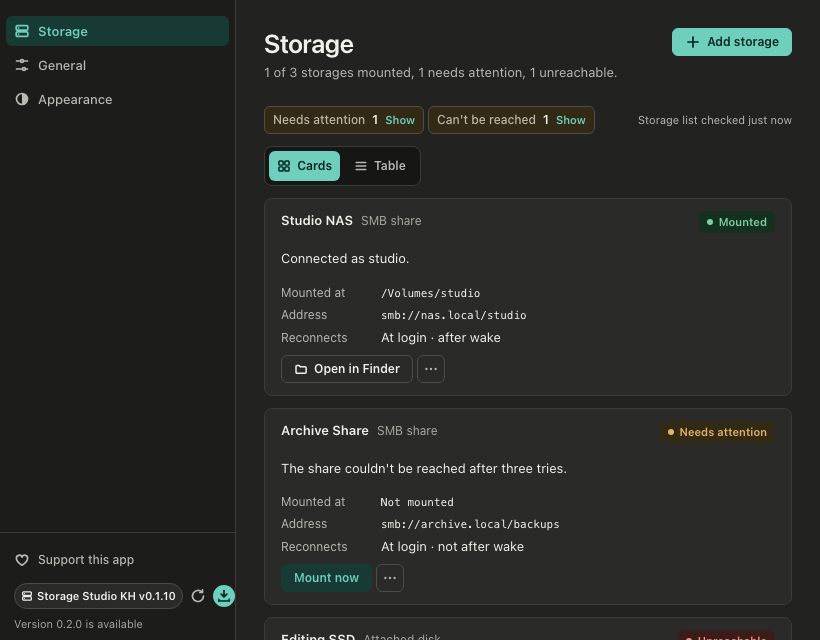 Storage
General
Appearance
Support this app
Storage Studio KH v0.1.10
Version 0.2.0 is available
Storage
Add storage
1 of 3 storages mounted, 1 needs attention, 1 unreachable.
Needs attention 1 Show
Can't be reached 1 Show
Storage list checked just now
Cards
Table
Studio NAS SMB share
Mounted
Connected as studio.
Mounted at /Volumes/studio
Address smb://nas.local/studio
Reconnects At login · after wake
Open in Finder
Archive Share SMB share
Needs attention
The share couldn't be reached after three tries.
Mounted at Not mounted
Address smb://archive.local/backups
Reconnects At login · not after wake
Mount now
Editing SSD Attached disk
Unreachable